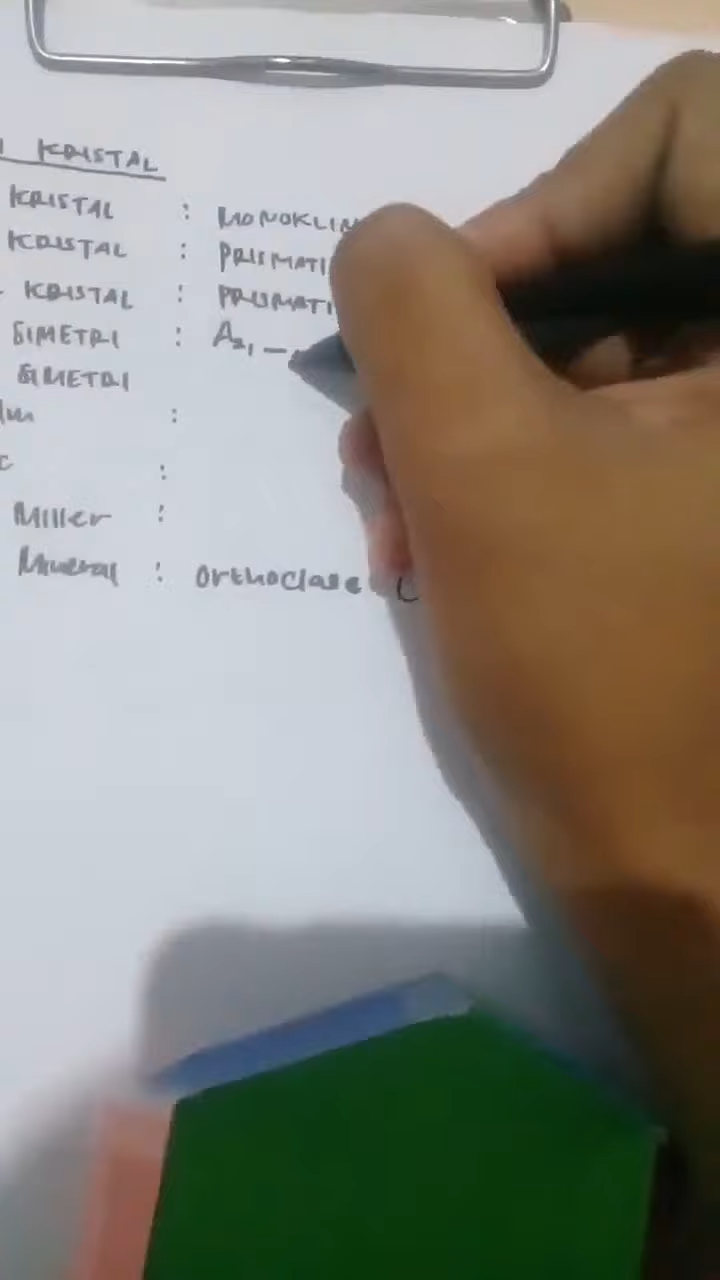 KRISTAL
KRISTAL : MONOKLIN
KRISTAL : PRISMATI
KRISTAL : PRISMATI
SIMETRI : A2, –
SIMETRI
:
c :
Miller :
Mineral : Orthoclase